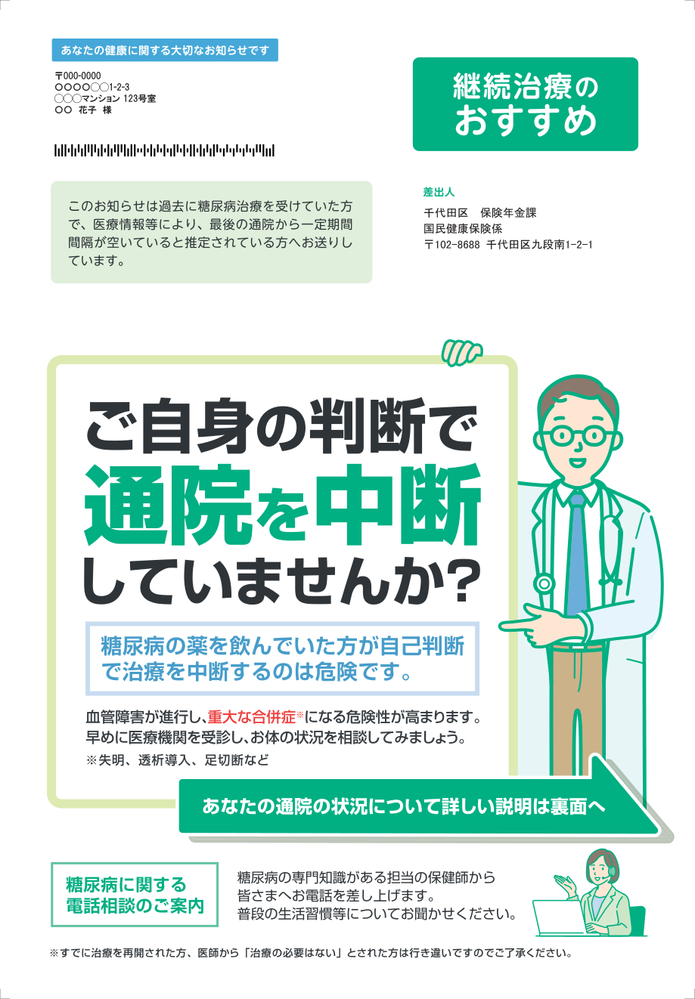 あなたの健康に関する大切なお知らせです
〒000-0000
○○○○◯◯1-2-3
◯◯◯マンション 123号室
○○ 花子 様
継続治療の
おすすめ
このお知らせは過去に糖尿病治療を受けていた方
で、医療情報等により、最後の通院から一定期間
間隔が空いていると推定されている方へお送りし
ています。
差出人
千代田区 保険年金課
国民健康保険係
〒102-8688 千代田区九段南1-2-1
ご自身の判断で
通院を中断
していませんか?
糖尿病の薬を飲んでいた方が自己判断
で治療を中断するのは危険です。
血管障害が進行し、重大な合併症※になる危険性が高まります。
早めに医療機関を受診し、お体の状況を相談してみましょう。
※失明、透析導入、足切断など
あなたの通院の状況について詳しい説明は裏面へ
糖尿病に関する
電話相談のご案内
糖尿病の専門知識がある担当の保健師から
皆さまへお電話を差し上げます。
普段の生活習慣等についてお聞かせください。
※すでに治療を再開された方、医師から「治療の必要はない」とされた方は行き違いですのでご了承ください。